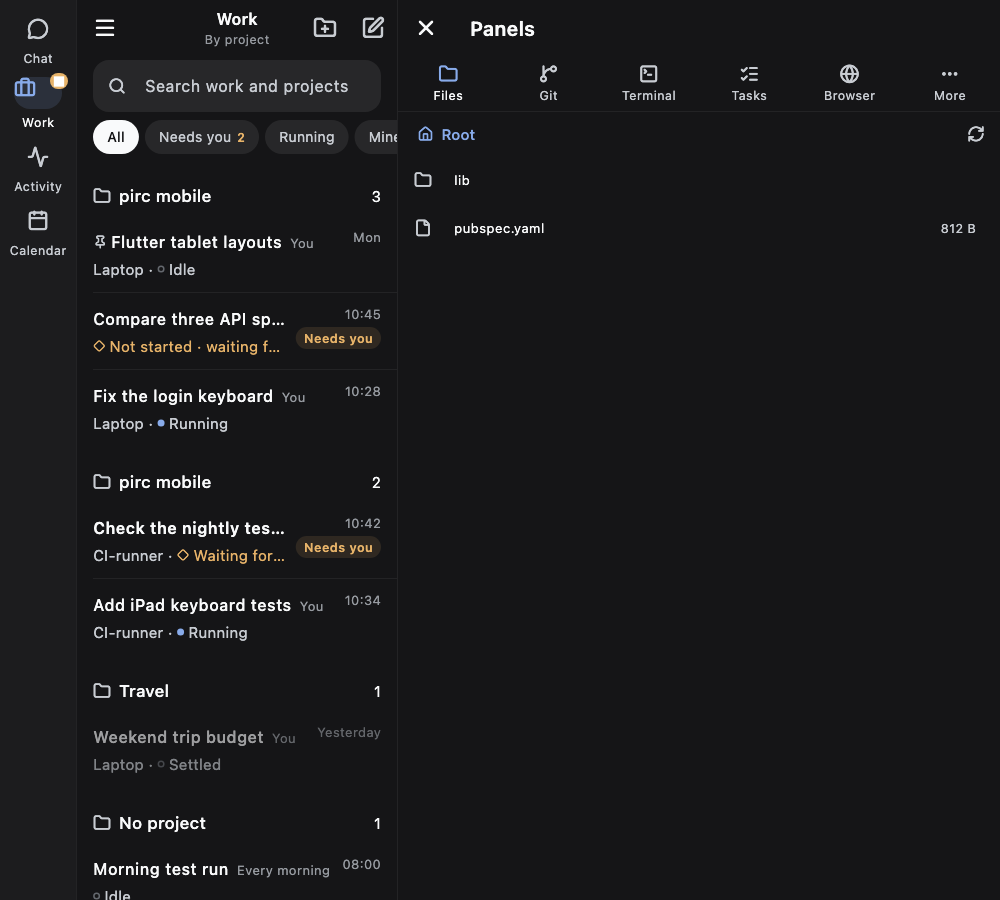 Chat
Work
Activity
Calendar
Work
By project
Search work and projects
All
Needs you 2
Running
Mine
pirc mobile 3
Flutter tablet layouts You Mon
Laptop · Idle
Compare three API sp... 10:45
Not started · waiting f... Needs you
Fix the login keyboard You 10:28
Laptop · Running
pirc mobile 2
Check the nightly tes... 10:42
CI-runner · Waiting for... Needs you
Add iPad keyboard tests You 10:34
CI-runner · Running
Travel 1
Weekend trip budget You Yesterday
Laptop · Settled
No project 1
Morning test run Every morning 08:00
Idle
Panels
Files
Git
Terminal
Tasks
Browser
More
Root
lib
pubspec.yaml 812 B